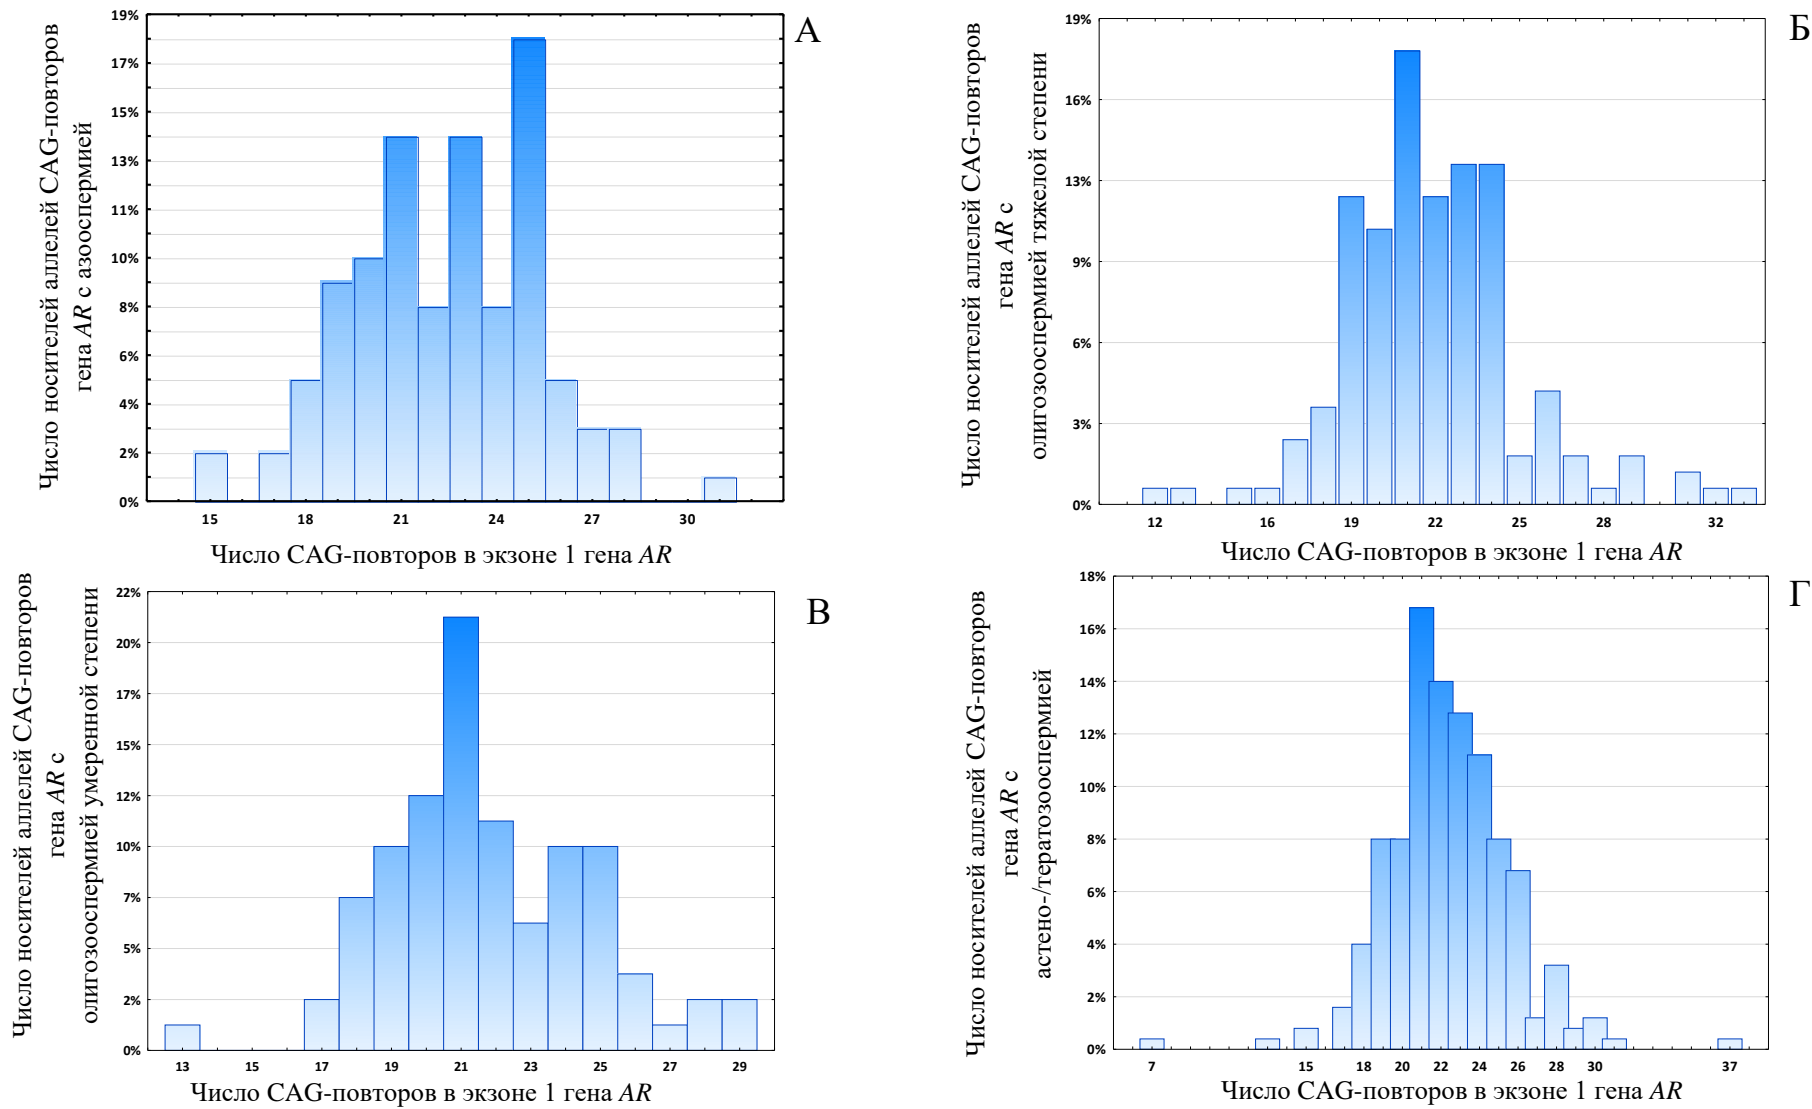 А
Число носителей аллелей CAG-повторов
гена AR с азооспермией
19%
17%
15%
13%
11%
10%
8%
6%
4%
2%
0%
15 18 21 24 27 30
Число CAG-повторов в экзоне 1 гена AR
Б
Число носителей аллелей CAG-повторов
гена AR с
олигозооспермией тяжелой степени
19%
16%
13%
9%
6%
3%
0%
12 16 19 22 25 28 32
Число CAG-повторов в экзоне 1 гена AR
В
Число носителей аллелей CAG-повторов
гена AR с
олигозооспермией умеренной степени
22%
20%
17%
15%
12%
10%
7%
5%
2%
0%
13 15 17 19 21 23 25 27 29
Число CAG-повторов в экзоне 1 гена AR
Г
Число носителей аллелей CAG-повторов
гена AR с
астено-/тератозооспермией
18%
16%
14%
12%
10%
8%
6%
4%
2%
0%
7 15 18 20 22 24 26 28 30 37
Число CAG-повторов в экзоне 1 гена AR